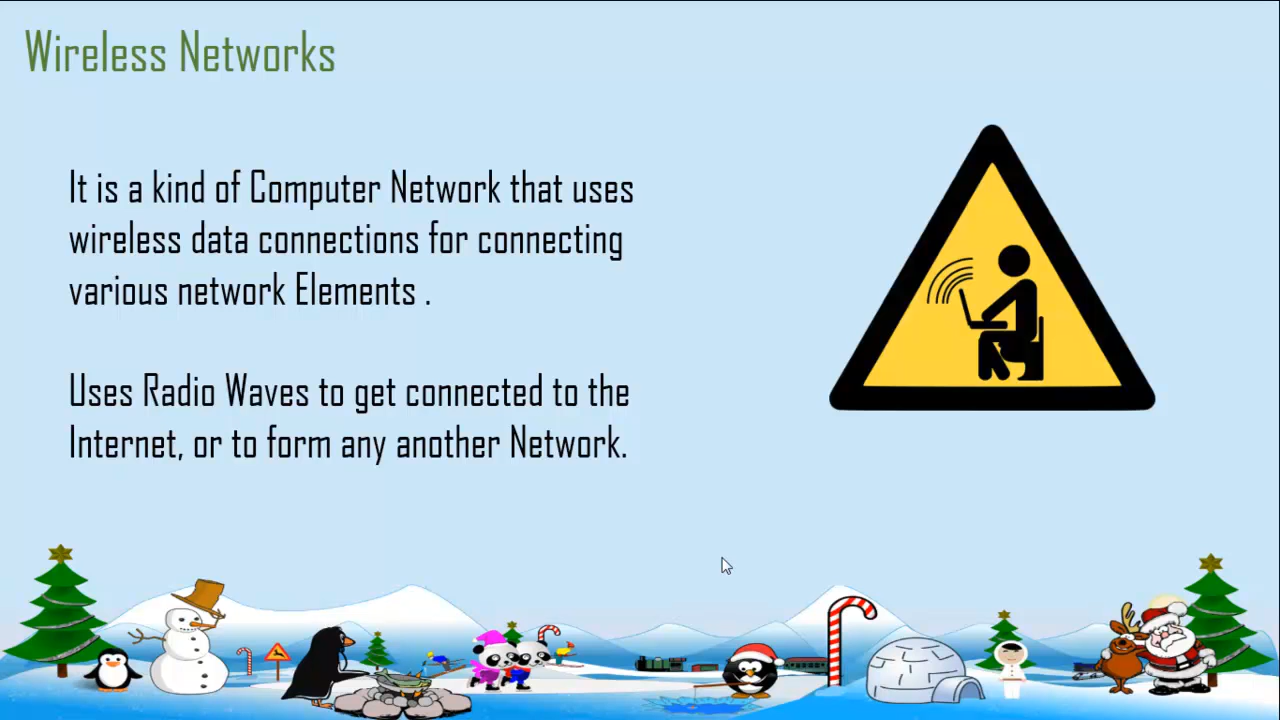 Wireless Networks
It is a kind of Computer Network that uses
wireless data connections for connecting
various network Elements .
Uses Radio Waves to get connected to the
Internet, or to form any another Network.